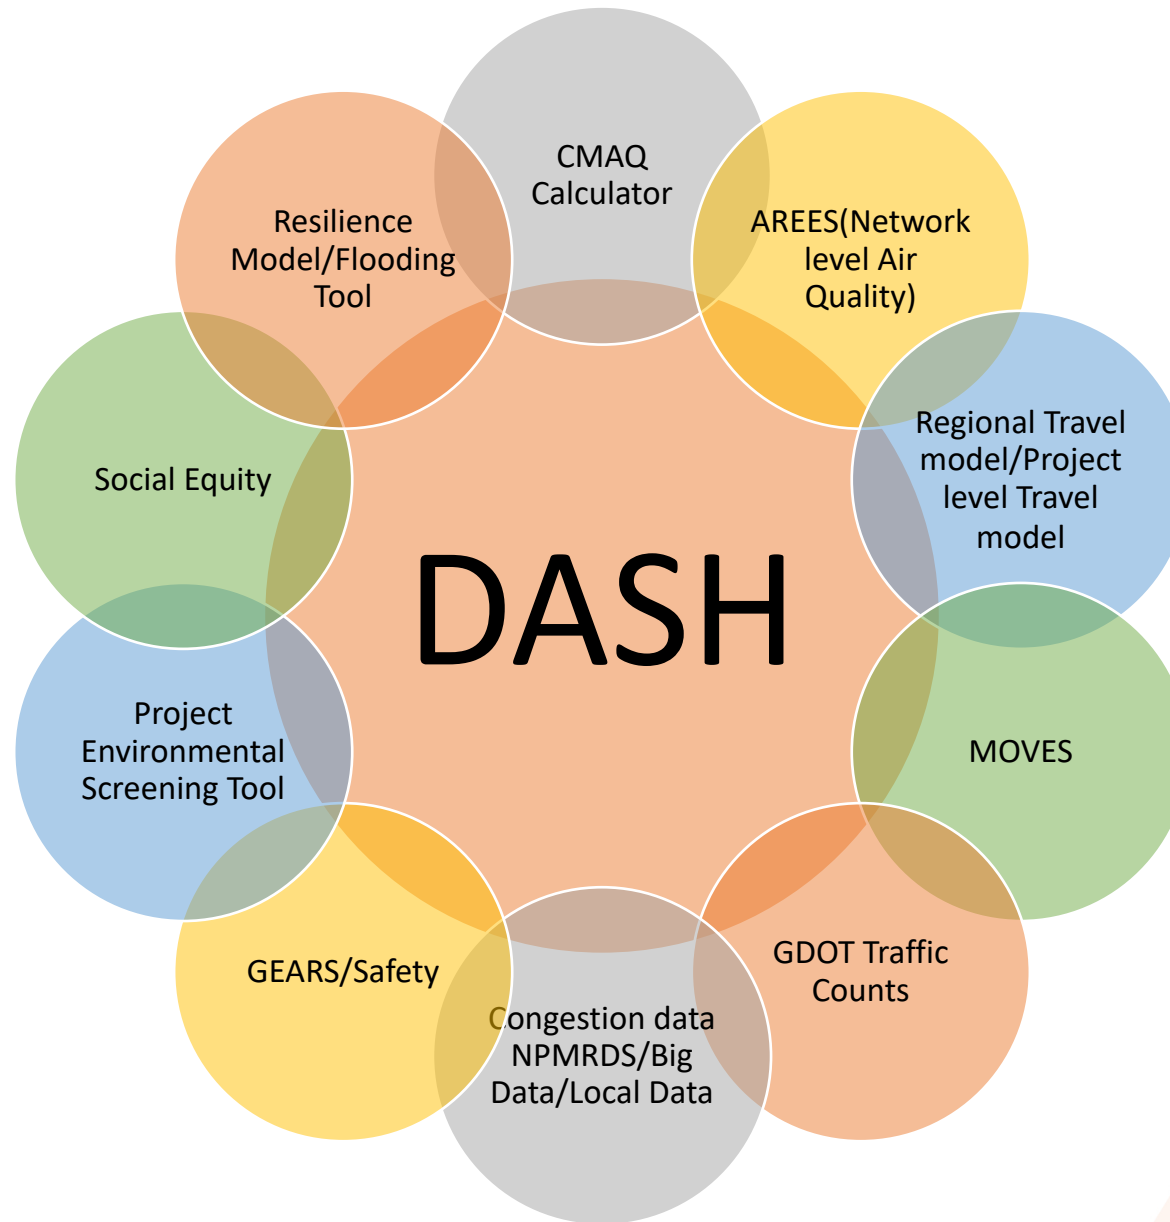 CMAQ
Calculator
AREES(Network
level Air
Quality)
Regional Travel
model/Project
level Travel
model
MOVES
GDOT Traffic
Counts
Congestion data
NPMRDS/Big
Data/Local Data
GEARS/Safety
Project
Environmental
Screening Tool
Social Equity
Resilience
Model/Flooding
Tool
DASH